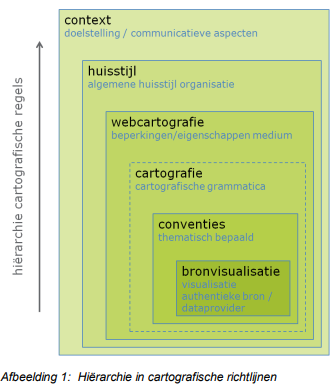 context
doelstelling / communicatieve aspecten
huisstijl
algemene huisstijl organisatie
webcartografie
beperkingen/eigenschappen medium
cartografie
cartografische grammatica
conventies
thematisch bepaald
bronvisualisatie
visualisatie
authentieke bron /
dataprovider
hiërarchie cartografische regels
Afbeelding 1: Hiërarchie in cartografische richtlijnen